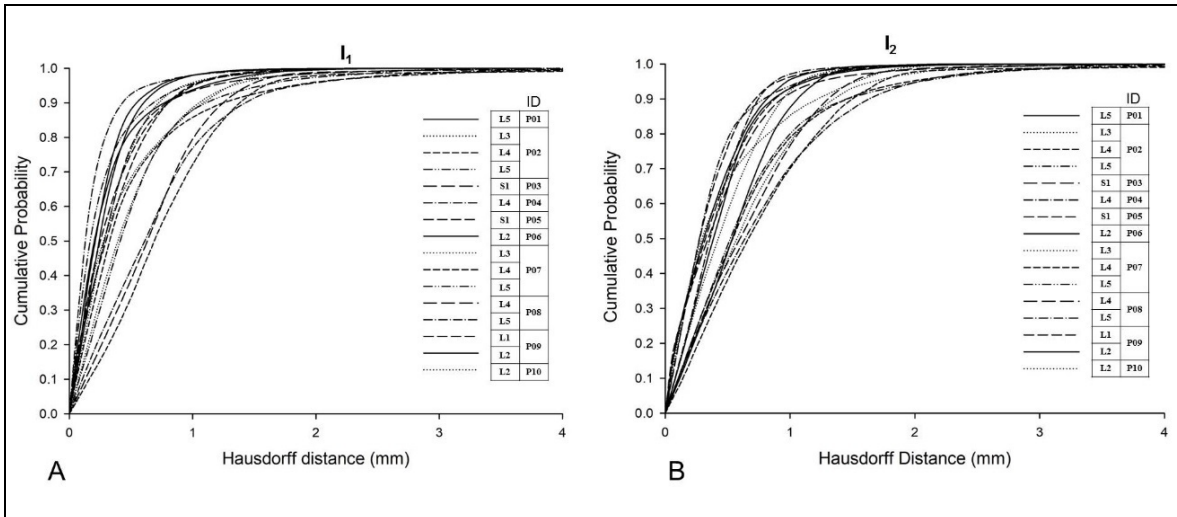 I1
1.0
0.9
0.8
0.7
0.6
0.5
0.4
0.3
0.2
0.1
0.0
Cumulative Probability
0 1 2 3 4
Hausdorff distance (mm)
A
ID
L5 P01
L3
L4 P02
L5
S1 P03
L4 P04
S1 P05
L2 P06
L3
L4 P07
L5
L4 P08
L5
L1 P09
L2
L2 P10
I2
1.0
0.9
0.8
0.7
0.6
0.5
0.4
0.3
0.2
0.1
0.0
Cumulative Probability
0 1 2 3 4
Hausdorff Distance (mm)
B
ID
L5 P01
L3
L4 P02
L5
S1 P03
L4 P04
S1 P05
L2 P06
L3
L4 P07
L5
L4 P08
L5
L1 P09
L2
L2 P10